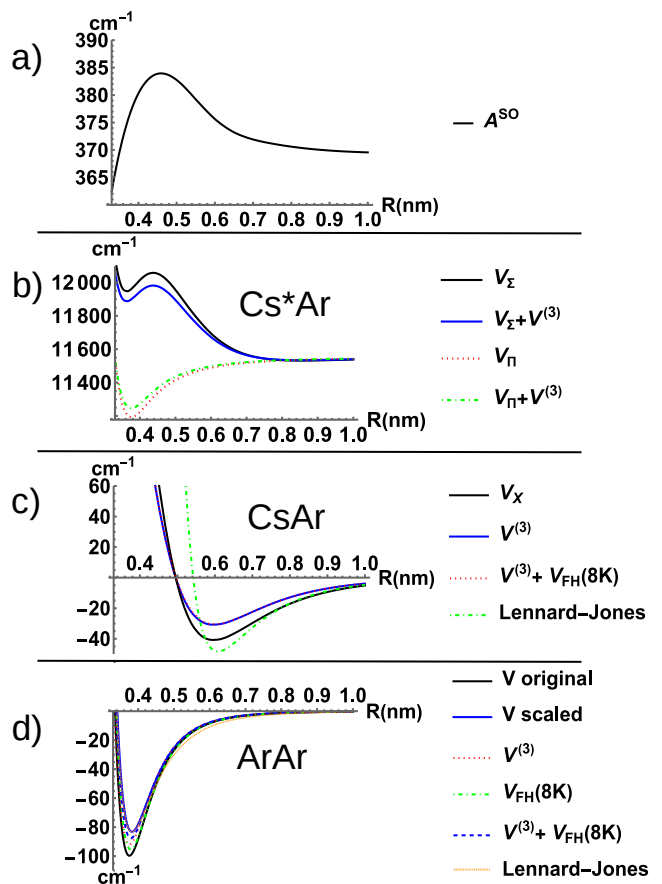 cm⁻¹
390
a)
385
380
375
370
365
0.4 0.5 0.6 0.7 0.8 0.9 1.0
R(nm)
Aˢᴼ
cm⁻¹
b)
12 000
11 800
11 600
11 400
Cs*Ar
0.4 0.5 0.6 0.7 0.8 0.9 1.0
R(nm)
V_Σ
V_Σ+V⁽³⁾
V_Π
V_Π+V⁽³⁾
cm⁻¹
c)
60
40
20
−20
−40
CsAr
0.4 0.5 0.6 0.7 0.8 0.9 1.0
R(nm)
V_X
V⁽³⁾
V⁽³⁾+ V_FH(8K)
Lennard–Jones
R(nm)
0.4 0.5 0.6 0.7 0.8 0.9 1.0
d)
−20
−40
−60
−80
−100
cm⁻¹
ArAr
V original
V scaled
V⁽³⁾
V_FH(8K)
V⁽³⁾+ V_FH(8K)
Lennard–Jones